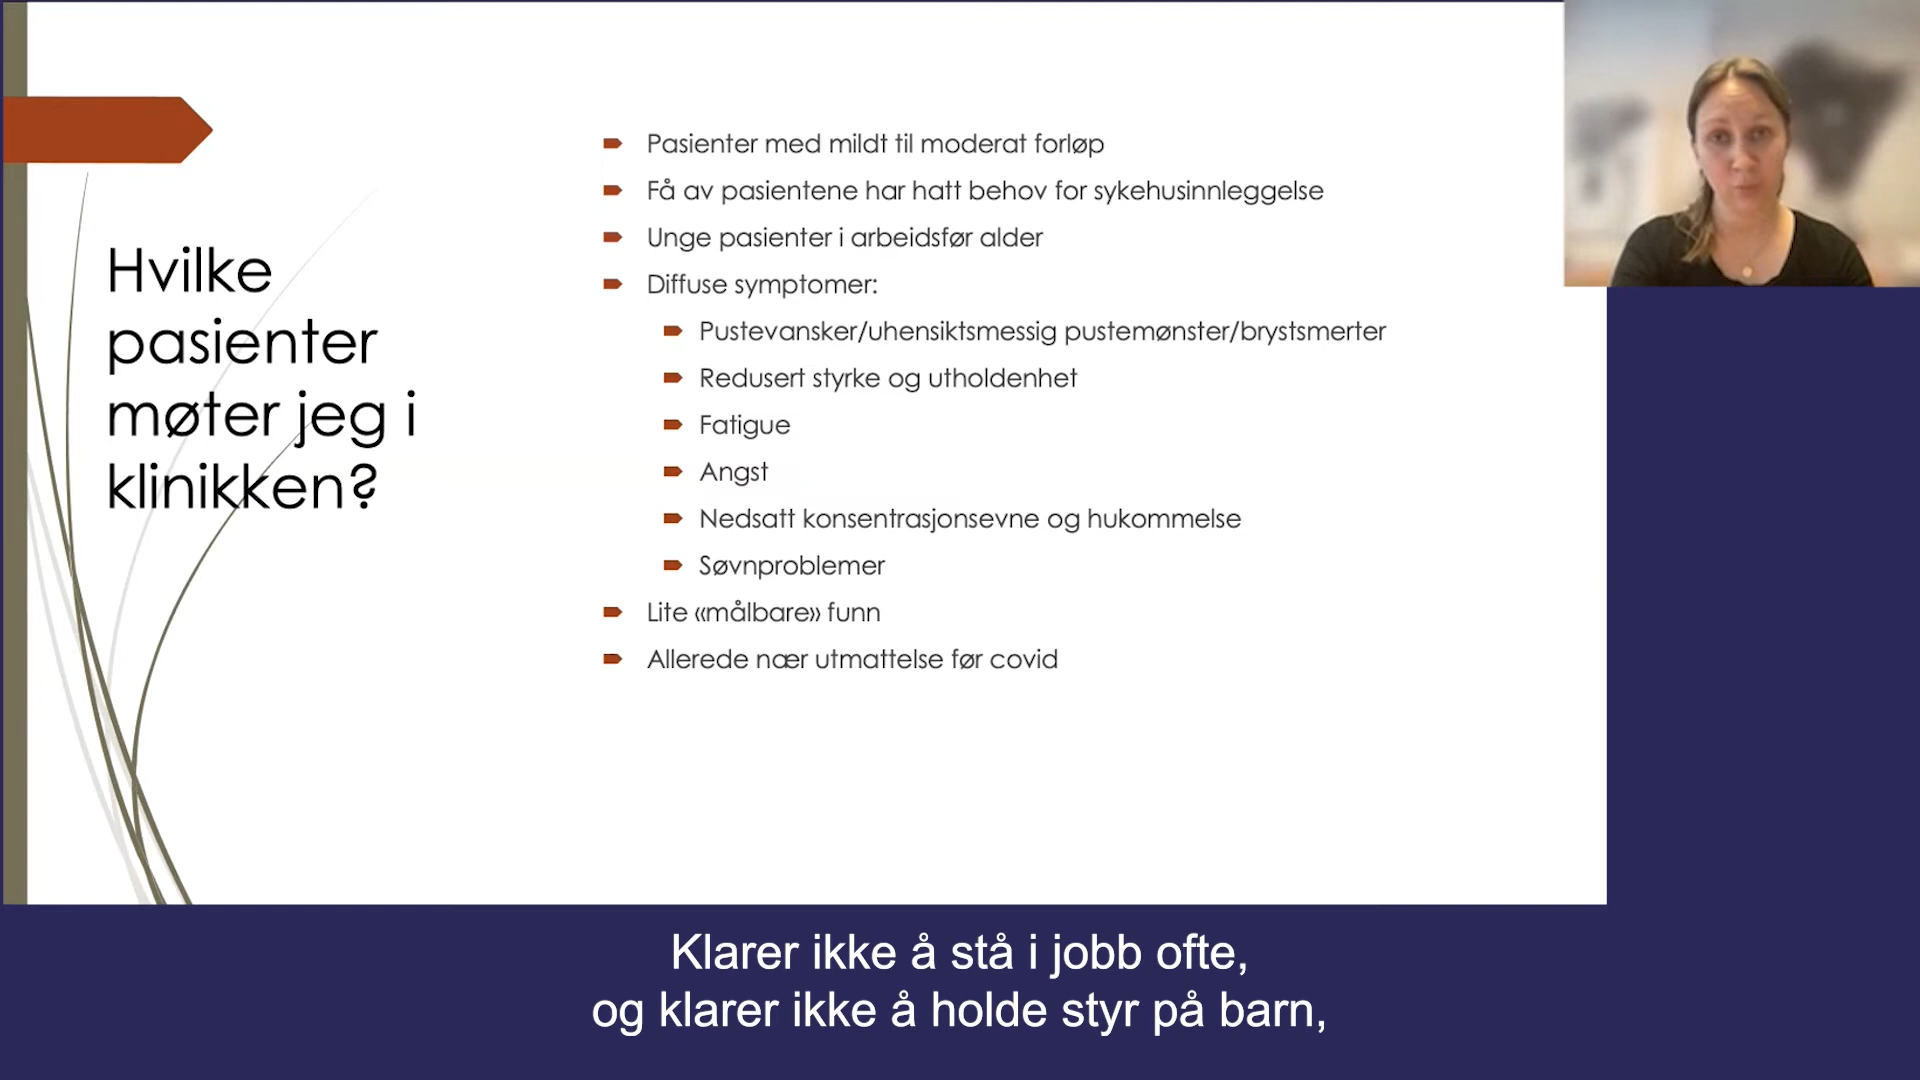 Hvilke
pasienter
møter jeg i
klinikken?
Pasienter med mildt til moderat forløp
Få av pasientene har hatt behov for sykehusinnleggelse
Unge pasienter i arbeidsfør alder
Diffuse symptomer:
Pustevansker/uhensiktsmessig pustemønster/brystsmerter
Redusert styrke og utholdenhet
Fatigue
Angst
Nedsatt konsentrasjonsevne og hukommelse
Søvnproblemer
Lite «målbare» funn
Allerede nær utmattelse før covid
Klarer ikke å stå i jobb ofte,
og klarer ikke å holde styr på barn,